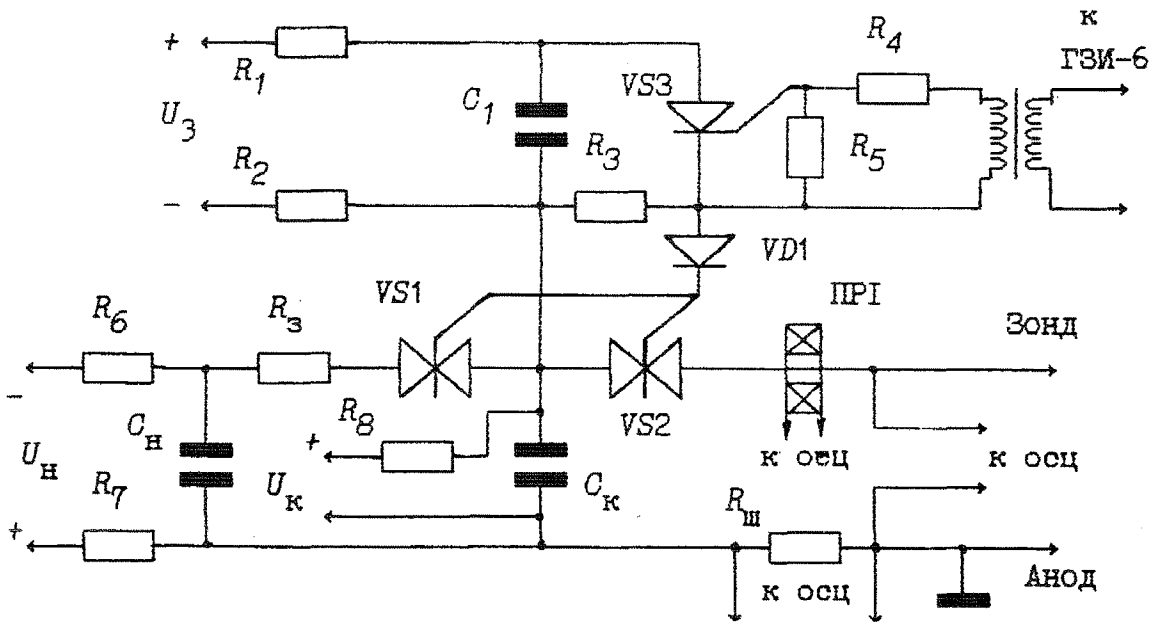 +
R1
U3
C1
VS3
R4
к
ГЗИ-6
R2
-
R3
R5
VD1
VS1
ПРI
Зонд
R6
Rз
-
Cн
R8
+
VS2
к осц
к осц
Uн
R7
Uк
Cк
Rш
+
к осц
Анод